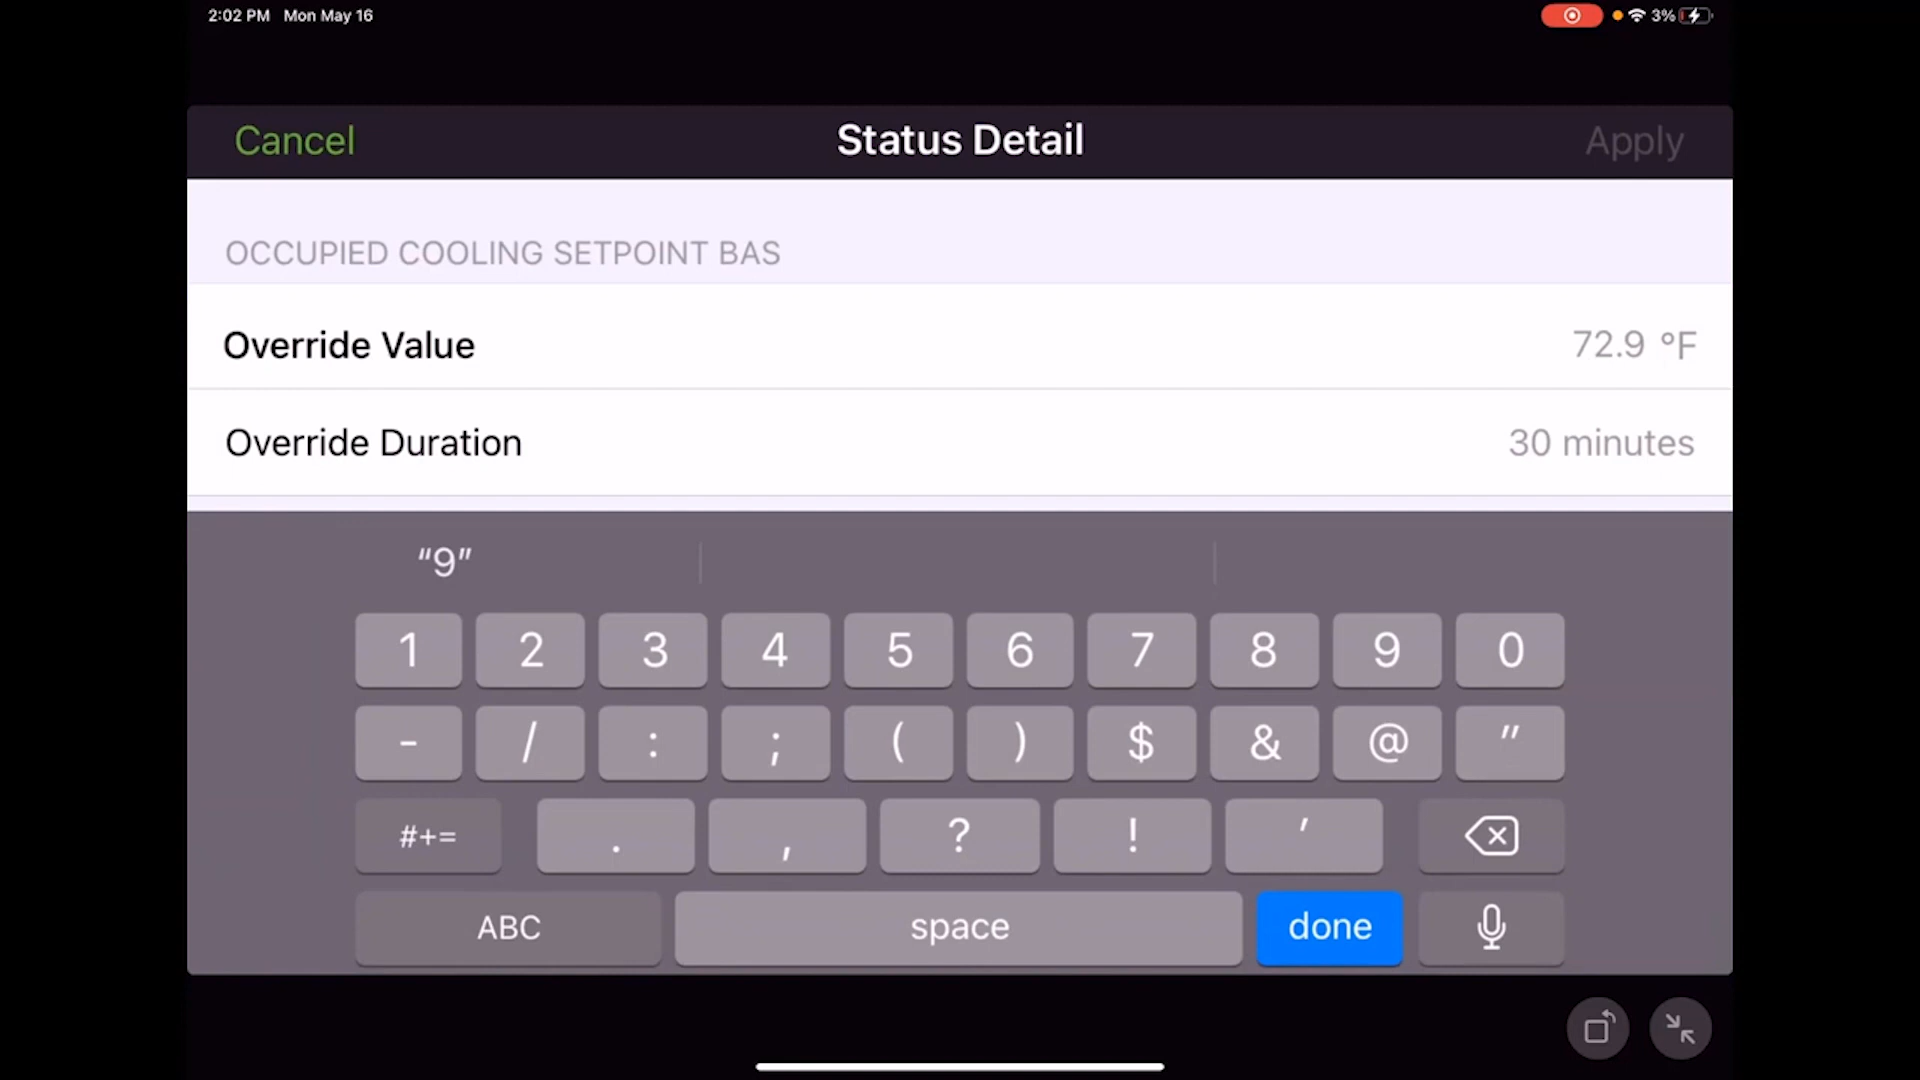 2:02 PM Mon May 16
3%
Cancel Status Detail Apply
OCCUPIED COOLING SETPOINT BAS
Override Value 72.9 °F
Override Duration 30 minutes
“9”
1 2 3 4 5 6 7 8 9 0
- / : ; ( ) $ & @ "
#+= . , ? ! '
ABC space done